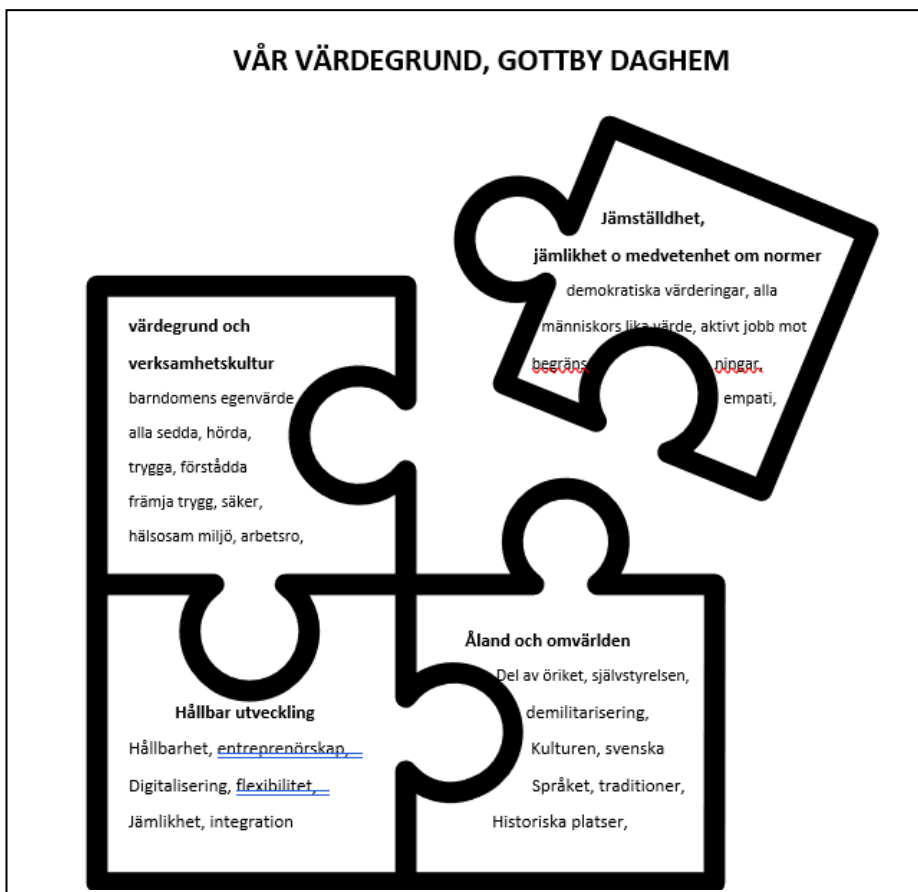 VÅR VÄRDEGRUND, GOTTBY DAGHEM
Jämställdhet,
jämlikhet o medvetenhet om normer
demokratiska värderingar, alla
människors lika värde, aktivt jobb mot
begräns ningar,
empati,
värdegrund och
verksamhetskultur
barndomens egenvärde
alla sedda, hörda,
trygga, förstådda
främja trygg, säker,
hälsosam miljö, arbetsro,
Hållbar utveckling
Hållbarhet, entreprenörskap,
Digitalisering, flexibilitet,
Jämlikhet, integration
Åland och omvärlden
Del av öriket, självstyrelsen,
demilitarisering,
Kulturen, svenska
Språket, traditioner,
Historiska platser,